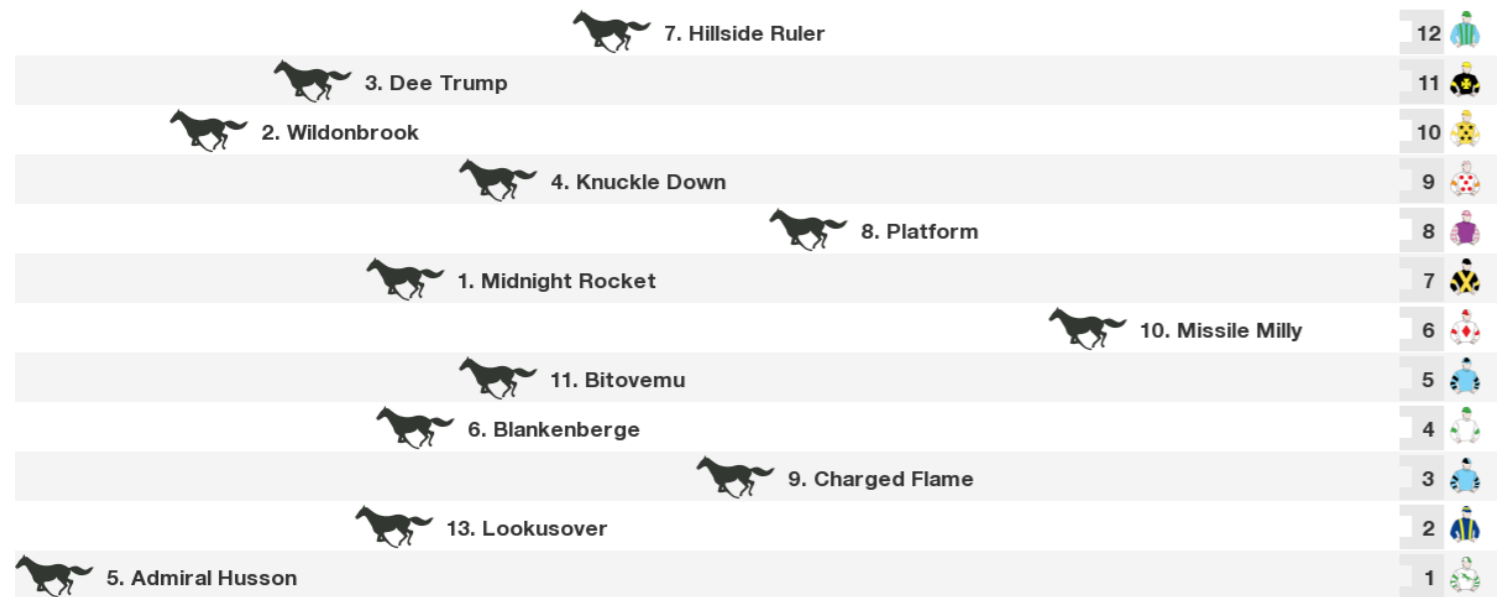 7. Hillside Ruler 12
3. Dee Trump 11
2. Wildonbrook 10
4. Knuckle Down 9
8. Platform 8
1. Midnight Rocket 7
10. Missile Milly 6
11. Bitovemu 5
6. Blankenberge 4
9. Charged Flame 3
13. Lookusover 2
5. Admiral Husson 1